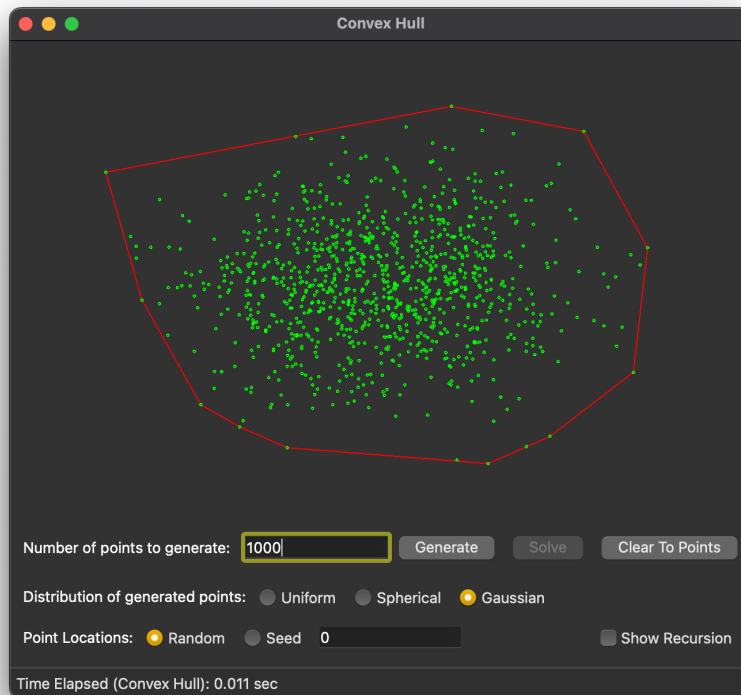 Convex Hull
Number of points to generate: 1000 Generate Solve Clear To Points
Distribution of generated points: Uniform Spherical Gaussian
Point Locations: Random Seed 0 Show Recursion
Time Elapsed (Convex Hull): 0.011 sec